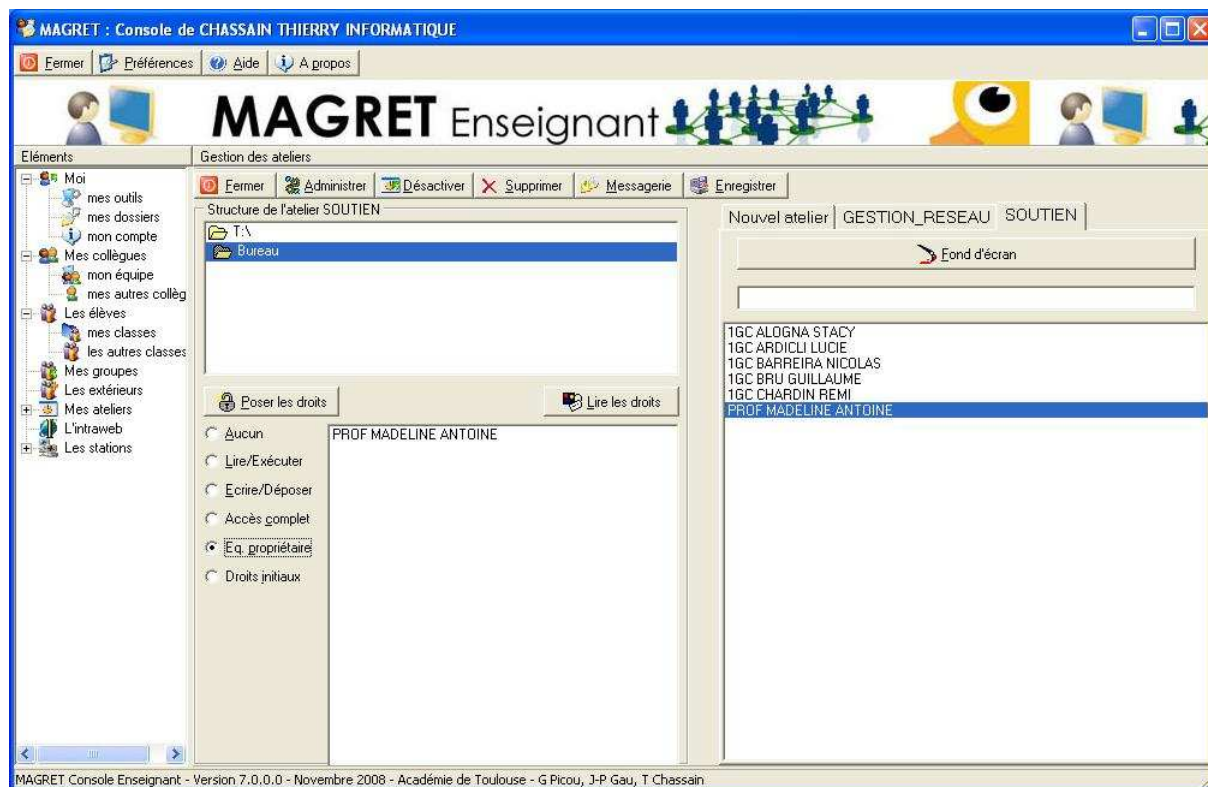 MAGRET : Console de CHASSAIN THIERRY INFORMATIQUE
Fermer Préférences Aide A propos
MAGRET Enseignant
Eléments
Gestion des ateliers
Moi
mes outils
mes dossiers
mon compte
Mes collègues
mon équipe
mes autres collèg
Les élèves
mes classes
les autres classes
Mes groupes
Les extérieurs
Mes ateliers
L'intraweb
Les stations
Fermer Administrer Désactiver Supprimer Messagerie Enregistrer
Structure de l'atelier SOUTIEN
T:\
Bureau
Poser les droits
Lire les droits
Aucun
Lire/Exécuter
Ecrire/Déposer
Accès complet
Eq. propriétaire
Droits initiaux
PROF MADELINE ANTOINE
Nouvel atelier GESTION_RESEAU SOUTIEN
Fond d'écran
1GC ALOGNA STACY
1GC ARDICLI LUCIE
1GC BARREIRA NICOLAS
1GC BRU GUILLAUME
1GC CHARDIN REMI
PROF MADELINE ANTOINE
MAGRET Console Enseignant - Version 7.0.0.0 - Novembre 2008 - Académie de Toulouse - G Picou, J-P Gau, T Chassain